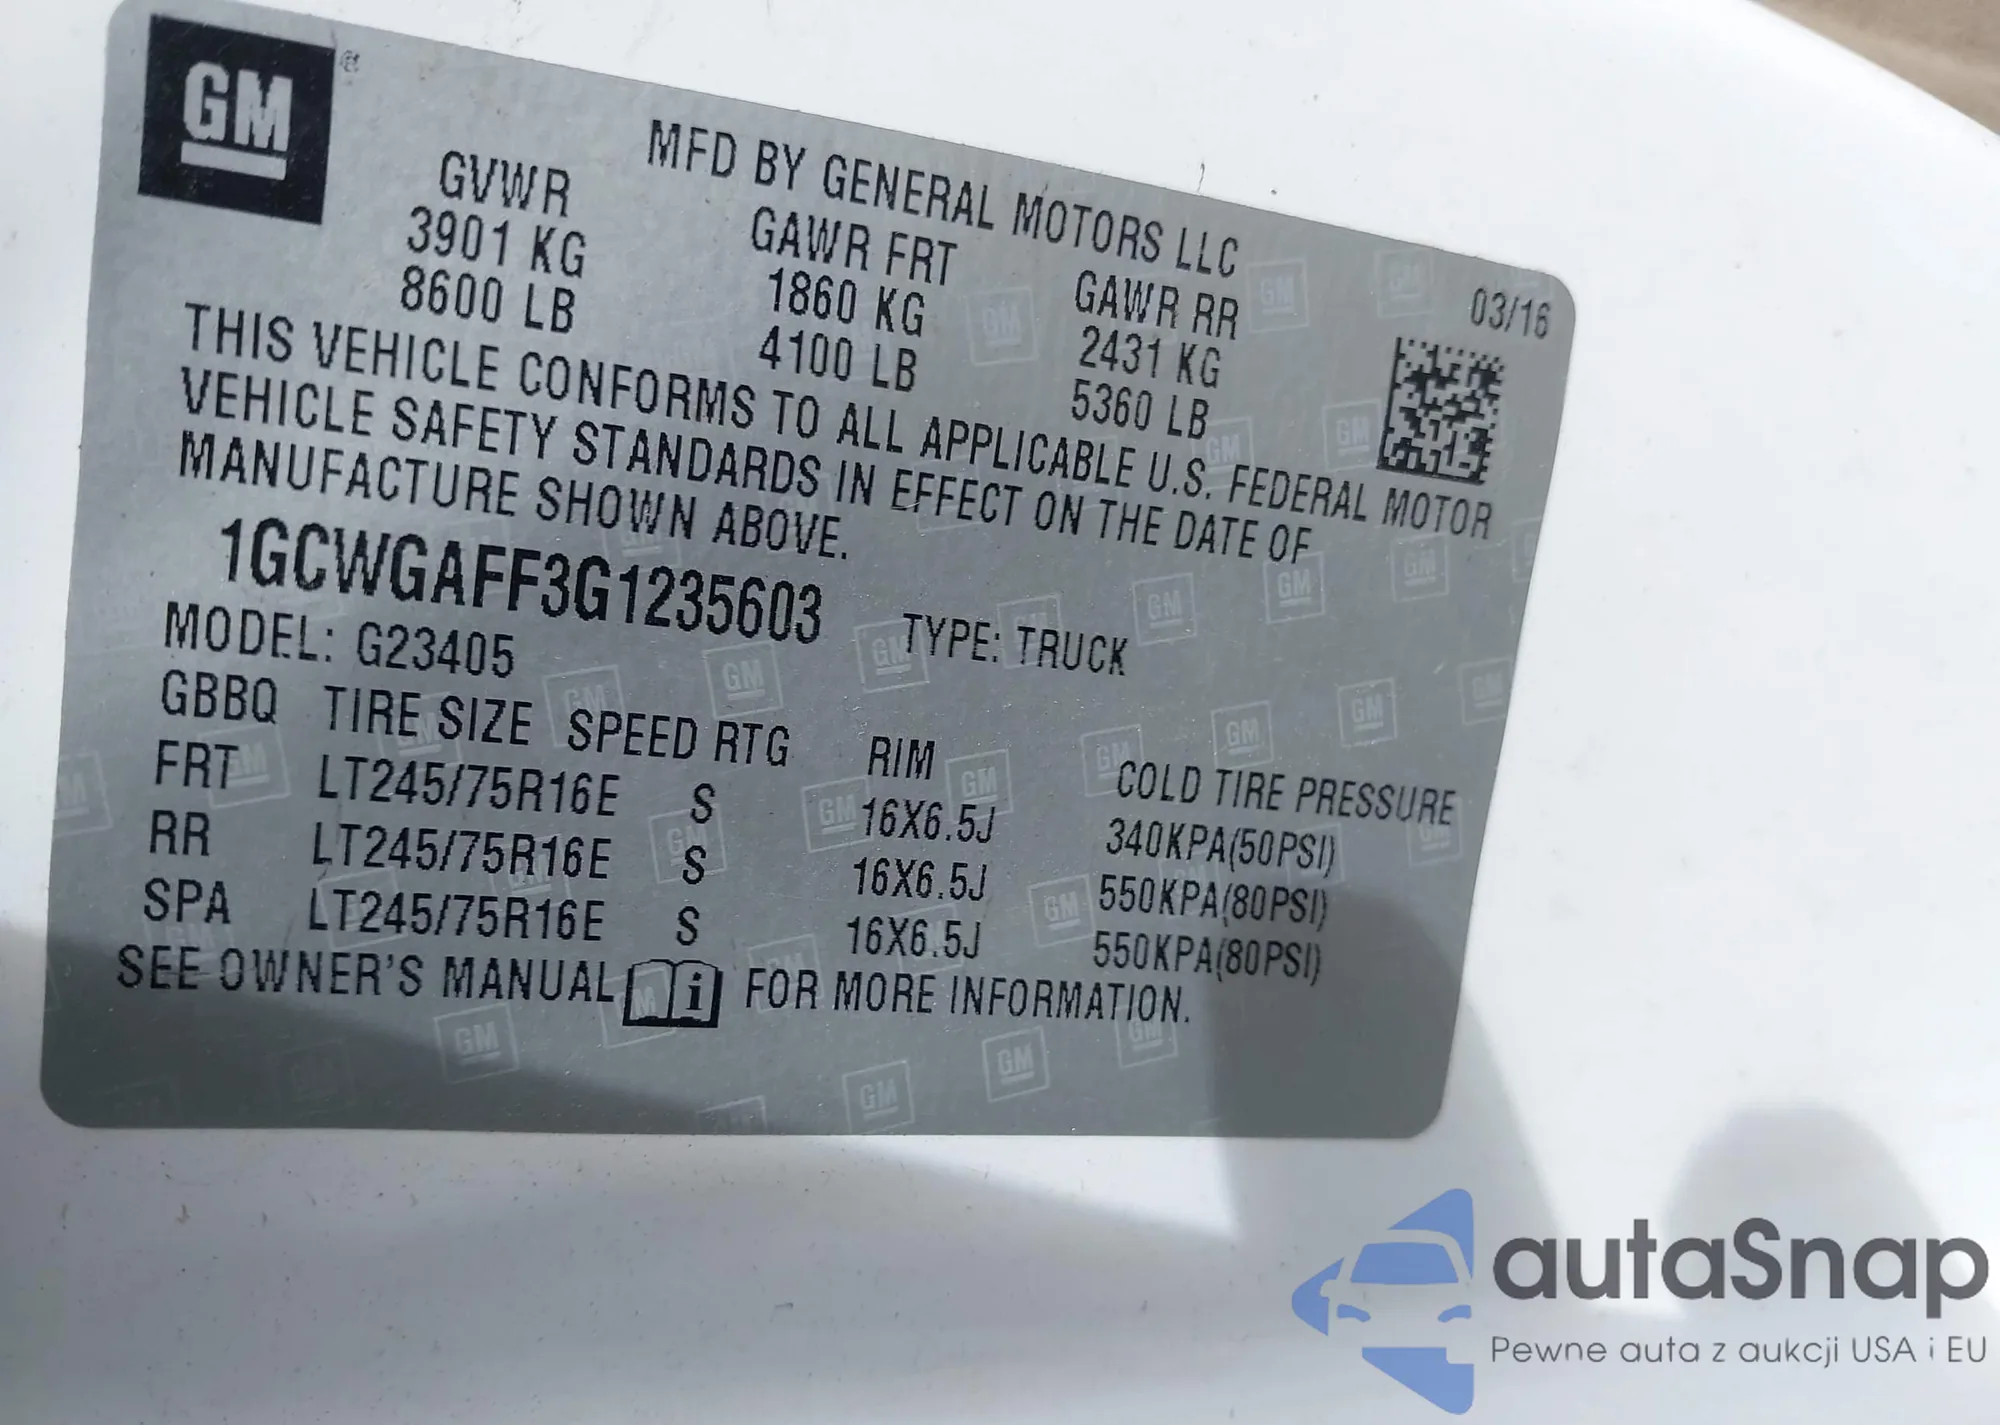 GM
MFD BY GENERAL MOTORS LLC
03/16
GVWR GAWR FRT GAWR RR
3901 KG 1860 KG 2431 KG
8600 LB 4100 LB 5360 LB
THIS VEHICLE CONFORMS TO ALL APPLICABLE U.S. FEDERAL MOTOR
VEHICLE SAFETY STANDARDS IN EFFECT ON THE DATE OF
MANUFACTURE SHOWN ABOVE.
1GCWGAFF3G1235603 TYPE: TRUCK
MODEL: G23405
GBBQ TIRE SIZE SPEED RTG RIM COLD TIRE PRESSURE
FRT LT245/75R16E S 16X6.5J 340KPA(50PSI)
RR LT245/75R16E S 16X6.5J 550KPA(80PSI)
SPA LT245/75R16E S 16X6.5J 550KPA(80PSI)
SEE OWNER'S MANUAL i FOR MORE INFORMATION.
autaSnap
Pewne auta z aukcji USA i EU